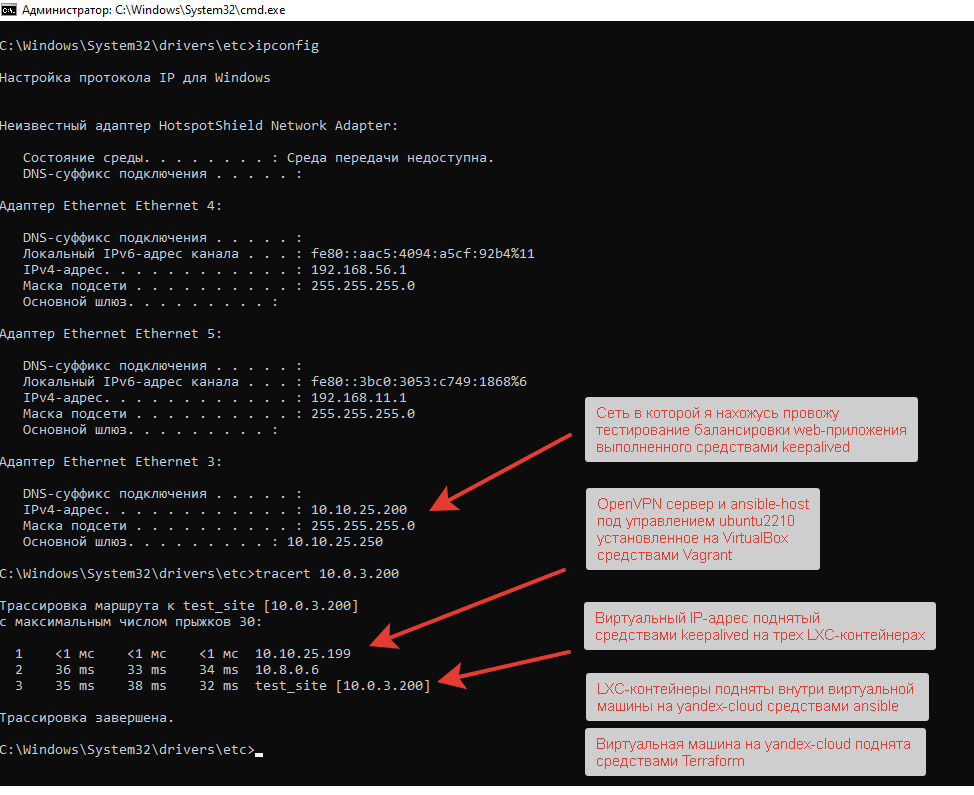 Администратор: C:\Windows\System32\cmd.exe
C:\Windows\System32\drivers\etc>ipconfig
Настройка протокола IP для Windows
Неизвестный адаптер HotspotShield Network Adapter:
Состояние среды. . . . . . . . : Среда передачи недоступна.
DNS-суффикс подключения . . . . . :
Адаптер Ethernet Ethernet 4:
DNS-суффикс подключения . . . . . :
Локальный IPv6-адрес канала . . . : fe80::aac5:4094:a5cf:92b4%11
IPv4-адрес. . . . . . . . . . . . : 192.168.56.1
Маска подсети . . . . . . . . . . : 255.255.255.0
Основной шлюз. . . . . . . . . :
Адаптер Ethernet Ethernet 5:
DNS-суффикс подключения . . . . . :
Локальный IPv6-адрес канала . . . : fe80::3bc0:3053:c749:1868%6
IPv4-адрес. . . . . . . . . . . . : 192.168.11.1
Маска подсети . . . . . . . . . . : 255.255.255.0
Основной шлюз. . . . . . . . . :
Адаптер Ethernet Ethernet 3:
DNS-суффикс подключения . . . . . :
IPv4-адрес. . . . . . . . . . . . : 10.10.25.200
Маска подсети . . . . . . . . . . : 255.255.255.0
Основной шлюз. . . . . . . . . : 10.10.25.250
C:\Windows\System32\drivers\etc>tracert 10.0.3.200
Трассировка маршрута к test_site [10.0.3.200]
с максимальным числом прыжков 30:
1 <1 мс <1 мс <1 мс 10.10.25.199
2 36 ms 33 ms 34 ms 10.8.0.6
3 35 ms 38 ms 32 ms test_site [10.0.3.200]
Трассировка завершена.
C:\Windows\System32\drivers\etc>
Сеть в которой я нахожусь провожу
тестирование балансировки web-приложения
выполненного средствами keepalived
OpenVPN сервер и ansible-host
под управлением ubuntu2210
установленное на VirtualBox
средствами Vagrant
Виртуальный IP-адрес поднятый
средствами keepalived на трех LXC-контейнерах
LXC-контейнеры подняты внутри виртуальной
машины на yandex-cloud средствами ansible
Виртуальная машина на yandex-cloud поднята
средствами Terraform